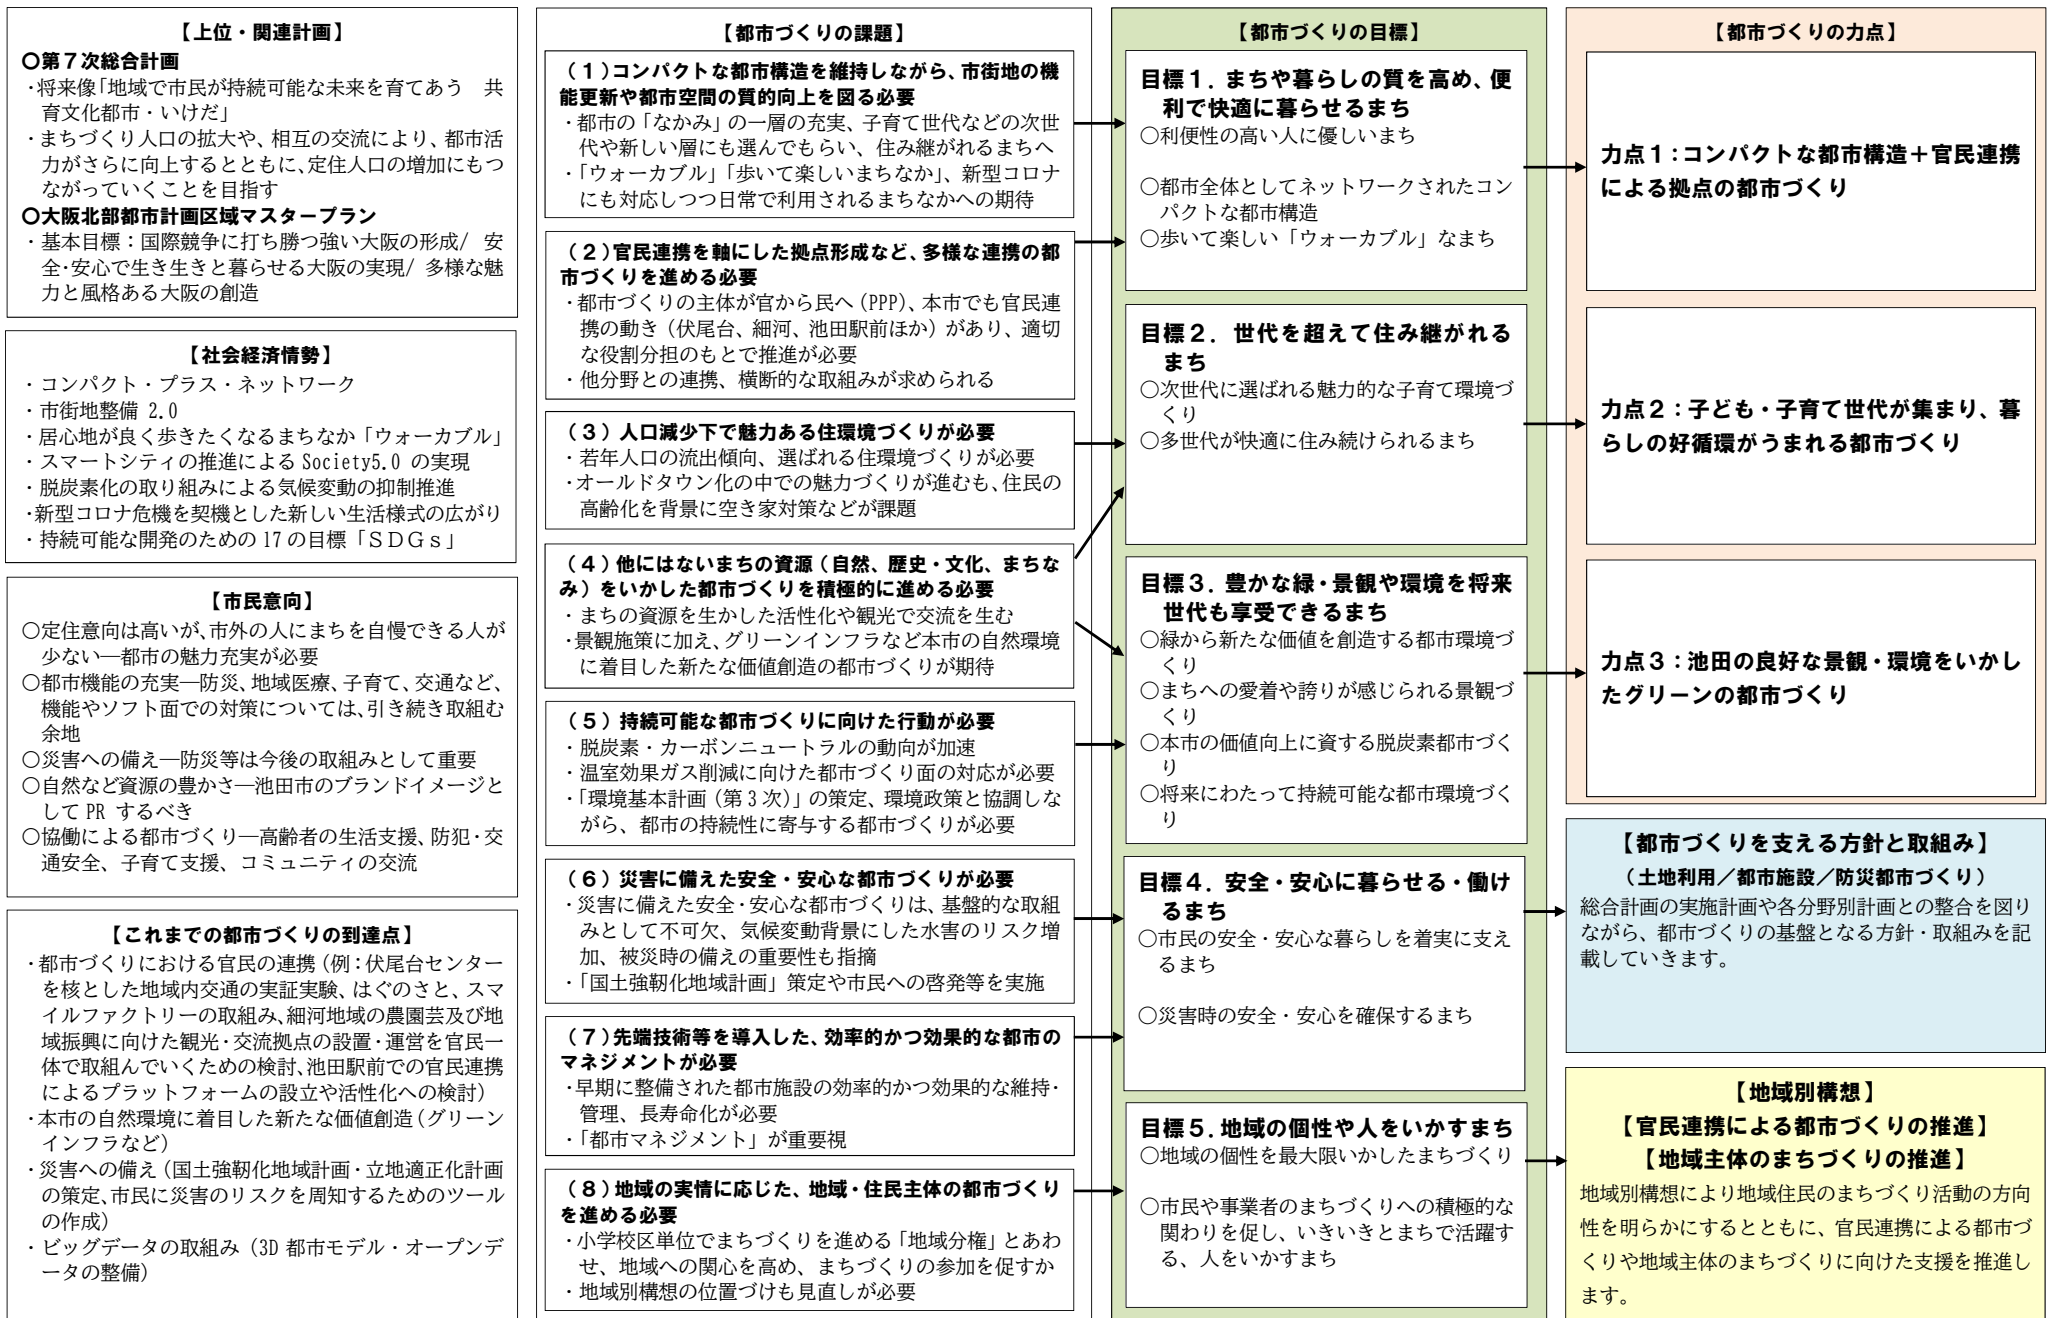 【上位・関連計画】
〇第７次総合計画
・将来像「地域で市民が持続可能な未来を育てあう　共
育文化都市・いけだ」
・まちづくり人口の拡大や、相互の交流により、都市活
力がさらに向上するとともに、定住人口の増加にもつ
ながっていくことを目指す
〇大阪北部都市計画区域マスタープラン
・基本目標：国際競争に打ち勝つ強い大阪の形成/ 安
全・安心で生き生きと暮らせる大阪の実現/ 多様な魅
力と風格ある大阪の創造
【社会経済情勢】
・コンパクト・プラス・ネットワーク
・市街地整備 2.0
・居心地が良く歩きたくなるまちなか「ウォーカブル」
・スマートシティの推進による Society5.0 の実現
・脱炭素化の取り組みによる気候変動の抑制推進
・新型コロナ危機を契機とした新しい生活様式の広がり
・持続可能な開発のための 17 の目標「ＳＤＧｓ」
【市民意向】
〇定住意向は高いが、市外の人にまちを自慢できる人が
少ない―都市の魅力充実が必要
〇都市機能の充実―防災、地域医療、子育て、交通など、
機能やソフト面での対策については、引き続き取組む
余地
〇災害への備え―防災等は今後の取組みとして重要
〇自然など資源の豊かさ―池田市のブランドイメージと
して PR するべき
〇協働による都市づくり―高齢者の生活支援、防犯・交
通安全、子育て支援、コミュニティの交流
【これまでの都市づくりの到達点】
・都市づくりにおける官民の連携（例：伏尾台センター
を核とした地域内交通の実証実験、はぐのさと、スマ
イルファクトリーの取組み、細河地域の農園芸及び地
域振興に向けた観光・交流拠点の設置・運営を官民一
体で取組んでいくための検討、池田駅前での官民連携
によるプラットフォームの設立や活性化への検討）
・本市の自然環境に着目した新たな価値創造（グリーン
インフラなど）
・災害への備え（国土強靭化地域計画・立地適正化計画
の策定、市民に災害のリスクを周知するためのツール
の作成）
・ビッグデータの取組み（3D 都市モデル・オープンデ
ータの整備）
【都市づくりの課題】
（１）コンパクトな都市構造を維持しながら、市街地の機
能更新や都市空間の質的向上を図る必要
・都市の「なかみ」の一層の充実、子育て世代などの次世
代や新しい層にも選んでもらい、住み継がれるまちへ
・「ウォーカブル」「歩いて楽しいまちなか」、新型コロナ
にも対応しつつ日常で利用されるまちなかへの期待
（２）官民連携を軸にした拠点形成など、多様な連携の都
市づくりを進める必要
・都市づくりの主体が官から民へ（PPP）、本市でも官民連
携の動き（伏尾台、細河、池田駅前ほか）があり、適切
な役割分担のもとで推進が必要
・他分野との連携、横断的な取組みが求められる
（３）人口減少下で魅力ある住環境づくりが必要
・若年人口の流出傾向、選ばれる住環境づくりが必要
・オールドタウン化の中での魅力づくりが進むも、住民の
高齢化を背景に空き家対策などが課題
（４）他にはないまちの資源（自然、歴史・文化、まちな
み）をいかした都市づくりを積極的に進める必要
・まちの資源を生かした活性化や観光で交流を生む
・景観施策に加え、グリーンインフラなど本市の自然環境
に着目した新たな価値創造の都市づくりが期待
（５）持続可能な都市づくりに向けた行動が必要
・脱炭素・カーボンニュートラルの動向が加速
・温室効果ガス削減に向けた都市づくり面の対応が必要
・「環境基本計画（第３次）」の策定、環境政策と協調しな
がら、都市の持続性に寄与する都市づくりが必要
（６）災害に備えた安全・安心な都市づくりが必要
・災害に備えた安全・安心な都市づくりは、基盤的な取組
みとして不可欠、気候変動背景にした水害のリスク増
加、被災時の備えの重要性も指摘
・「国土強靭化地域計画」策定や市民への啓発等を実施
（７）先端技術等を導入した、効率的かつ効果的な都市の
マネジメントが必要
・早期に整備された都市施設の効率的かつ効果的な維持・
管理、長寿命化が必要
・「都市マネジメント」が重要視
（８）地域の実情に応じた、地域・住民主体の都市づくり
を進める必要
・小学校区単位でまちづくりを進める「地域分権」とあわ
せ、地域への関心を高め、まちづくりの参加を促すか
・地域別構想の位置づけも見直しが必要
【都市づくりの目標】
目標１．まちや暮らしの質を高め、便
利で快適に暮らせるまち
〇利便性の高い人に優しいまち
〇都市全体としてネットワークされたコン
パクトな都市構造
〇歩いて楽しい「ウォーカブル」なまち
目標２．世代を超えて住み継がれる
まち
〇次世代に選ばれる魅力的な子育て環境づ
くり
〇多世代が快適に住み続けられるまち
目標３．豊かな緑・景観や環境を将来
世代も享受できるまち
〇緑から新たな価値を創造する都市環境づ
くり
〇まちへの愛着や誇りが感じられる景観づ
くり
〇本市の価値向上に資する脱炭素都市づく
り
〇将来にわたって持続可能な都市環境づく
り
目標４．安全・安心に暮らせる・働け
るまち
〇市民の安全・安心な暮らしを着実に支え
るまち
〇災害時の安全・安心を確保するまち
目標５．地域の個性や人をいかすまち
〇地域の個性を最大限いかしたまちづくり
〇市民や事業者のまちづくりへの積極的な
関わりを促し、いきいきとまちで活躍す
る、人をいかすまち
【都市づくりの力点】
力点１：コンパクトな都市構造＋官民連携
による拠点の都市づくり
力点２：子ども・子育て世代が集まり、暮
らしの好循環がうまれる都市づくり
力点３：池田の良好な景観・環境をいかし
たグリーンの都市づくり
【都市づくりを支える方針と取組み】
（土地利用／都市施設／防災都市づくり）
総合計画の実施計画や各分野別計画との整合を図り
ながら、都市づくりの基盤となる方針・取組みを記
載していきます。
【地域別構想】
【官民連携による都市づくりの推進】
【地域主体のまちづくりの推進】
地域別構想により地域住民のまちづくり活動の方向
性を明らかにするとともに、官民連携による都市づ
くりや地域主体のまちづくりに向けた支援を推進し
ます。